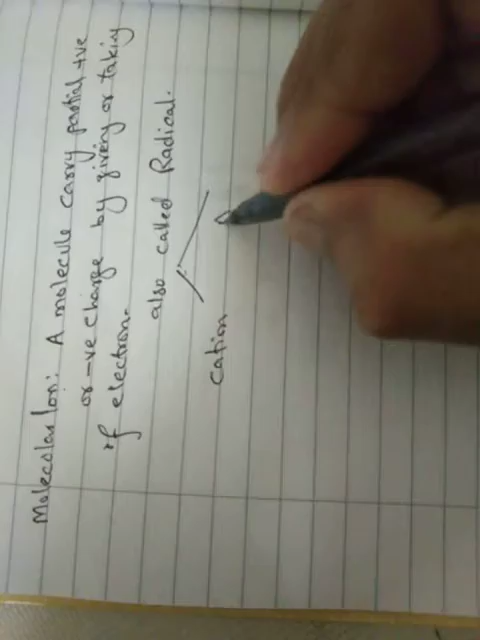 Molecular Ion: A molecule carry partial +ve
or -ve charge by giving or taking
of electron.
also called Radical.
cation